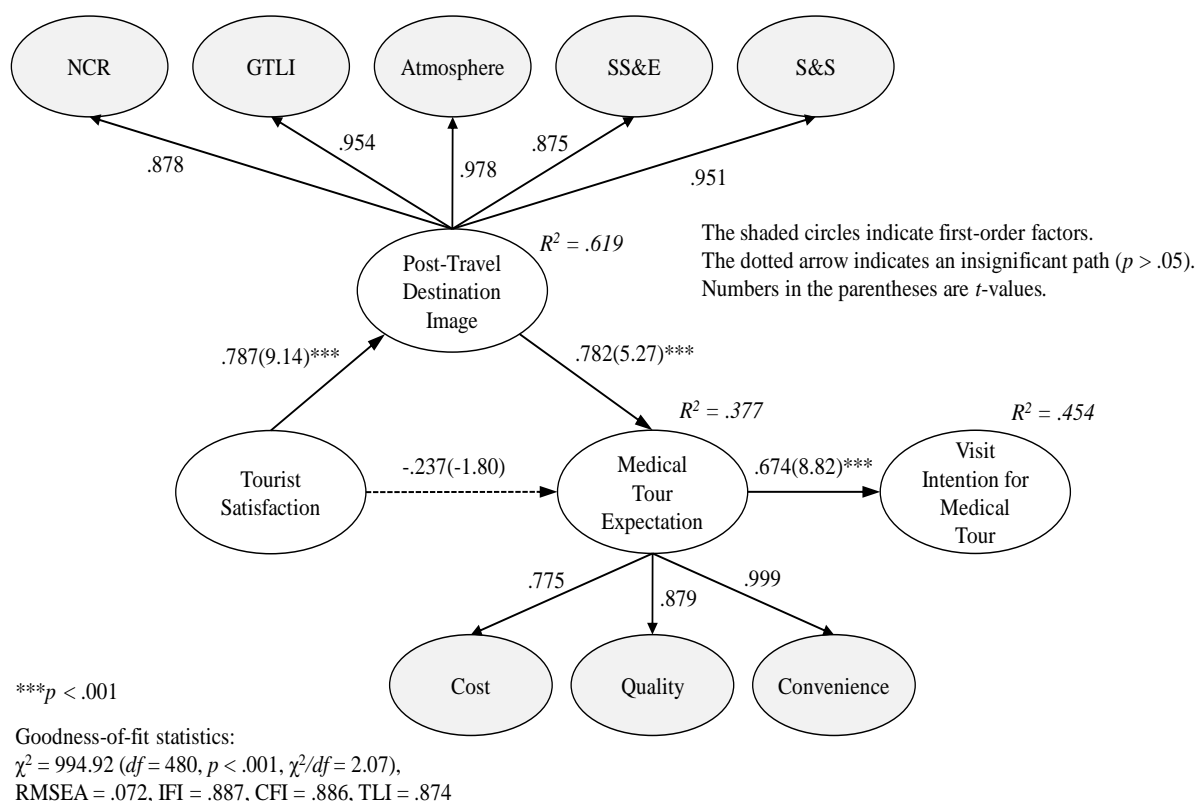 NCR
GTLI
Atmosphere
SS&E
S&S
.878
.954
.978
.875
.951
Post-Travel
Destination
Image
R² = .619
The shaded circles indicate first-order factors.
The dotted arrow indicates an insignificant path (p > .05).
Numbers in the parentheses are t-values.
.787(9.14)***
.782(5.27)***
R² = .377
R² = .454
Tourist
Satisfaction
-.237(-1.80)
Medical
Tour
Expectation
.674(8.82)***
Visit
Intention for
Medical
Tour
.775
.879
.999
Cost
Quality
Convenience
***p < .001
Goodness-of-fit statistics:
χ² = 994.92 (df = 480, p < .001, χ²/df = 2.07),
RMSEA = .072, IFI = .887, CFI = .886, TLI = .874